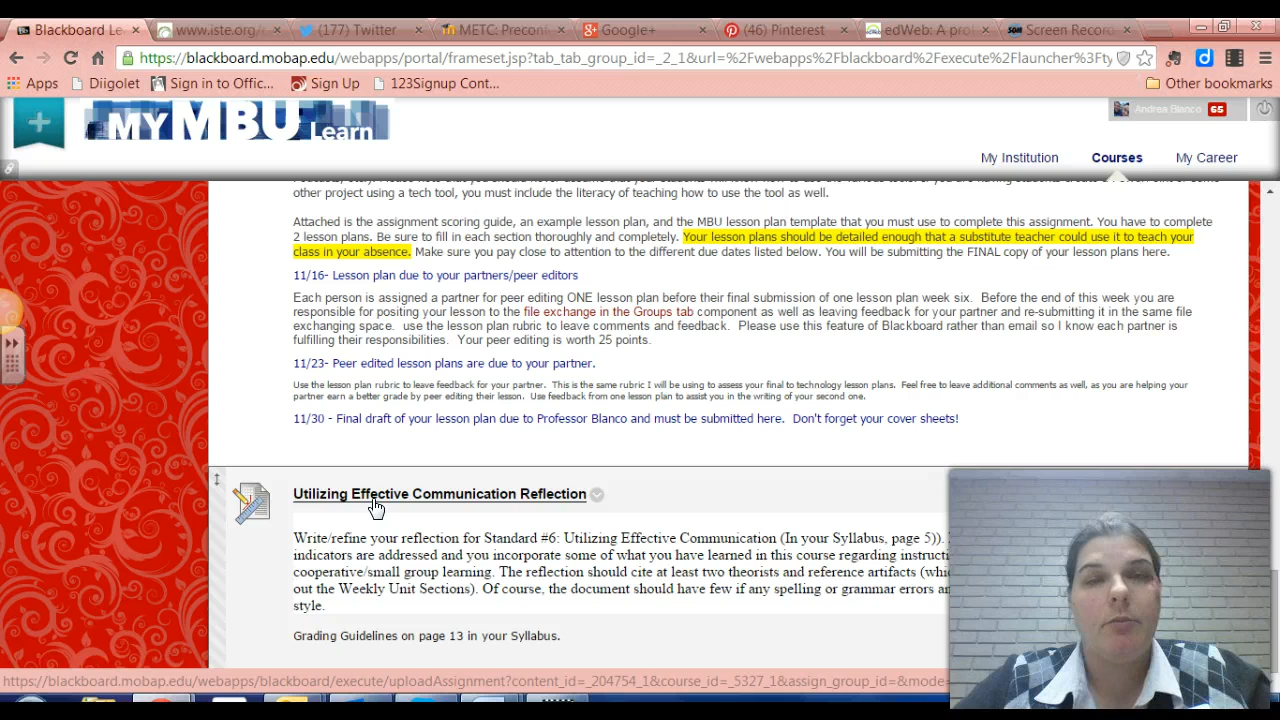 Blackboard Le
www.iste.org/
(177) Twitter
METC: Precont
Google+
(46) Pinterest
edWeb: A pro
Screen Recoro
https://blackboard.mobap.edu/webapps/portal/frameset.jsp?tab_tab_group_id=_2_1&url=%2Fwebapps%2Fblackboard%2Fexecute%2Flauncher%3Fty
Apps
Diigolet
Sign in to Offic...
Sign Up
123Signup Cont...
Other bookmarks
MY MBU Learn
Andrea Blanco 65
My Institution
Courses
My Career
other project using a tech tool, you must include the literacy of teaching how to use the tool as well.
Attached is the assignment scoring guide, an example lesson plan, and the MBU lesson plan template that you must use to complete this assignment. You have to complete
2 lesson plans. Be sure to fill in each section thoroughly and completely. Your lesson plans should be detailed enough that a substitute teacher could use it to teach your
class in your absence. Make sure you pay close to attention to the different due dates listed below. You will be submitting the FINAL copy of your lesson plans here.
11/16- Lesson plan due to your partners/peer editors
Each person is assigned a partner for peer editing ONE lesson plan before their final submission of one lesson plan week six. Before the end of this week you are
responsible for positing your lesson to the file exchange in the Groups tab component as well as leaving feedback for your partner and re-submitting it in the same file
exchanging space. use the lesson plan rubric to leave comments and feedback. Please use this feature of Blackboard rather than email so I know each partner is
fulfilling their responsibilities. Your peer editing is worth 25 points.
11/23- Peer edited lesson plans are due to your partner.
Use the lesson plan rubric to leave feedback for your partner. This is the same rubric I will be using to assess your final to technology lesson plans. Feel free to leave additional comments as well, as you are helping your
partner earn a better grade by peer editing their lesson. Use feedback from one lesson plan to assist you in the writing of your second one.
11/30 - Final draft of your lesson plan due to Professor Blanco and must be submitted here. Don't forget your cover sheets!
Utilizing Effective Communication Reflection
Write/refine your reflection for Standard #6: Utilizing Effective Communication (In your Syllabus, page 5)).
indicators are addressed and you incorporate some of what you have learned in this course regarding instructi
cooperative/small group learning. The reflection should cite at least two theorists and reference artifacts (whic
out the Weekly Unit Sections). Of course, the document should have few if any spelling or grammar errors an
style.
Grading Guidelines on page 13 in your Syllabus.
https://blackboard.mobap.edu/webapps/blackboard/execute/uploadAssignment?content_id=_204754_1&course_id=_5327_1&assign_group_id=&mode=